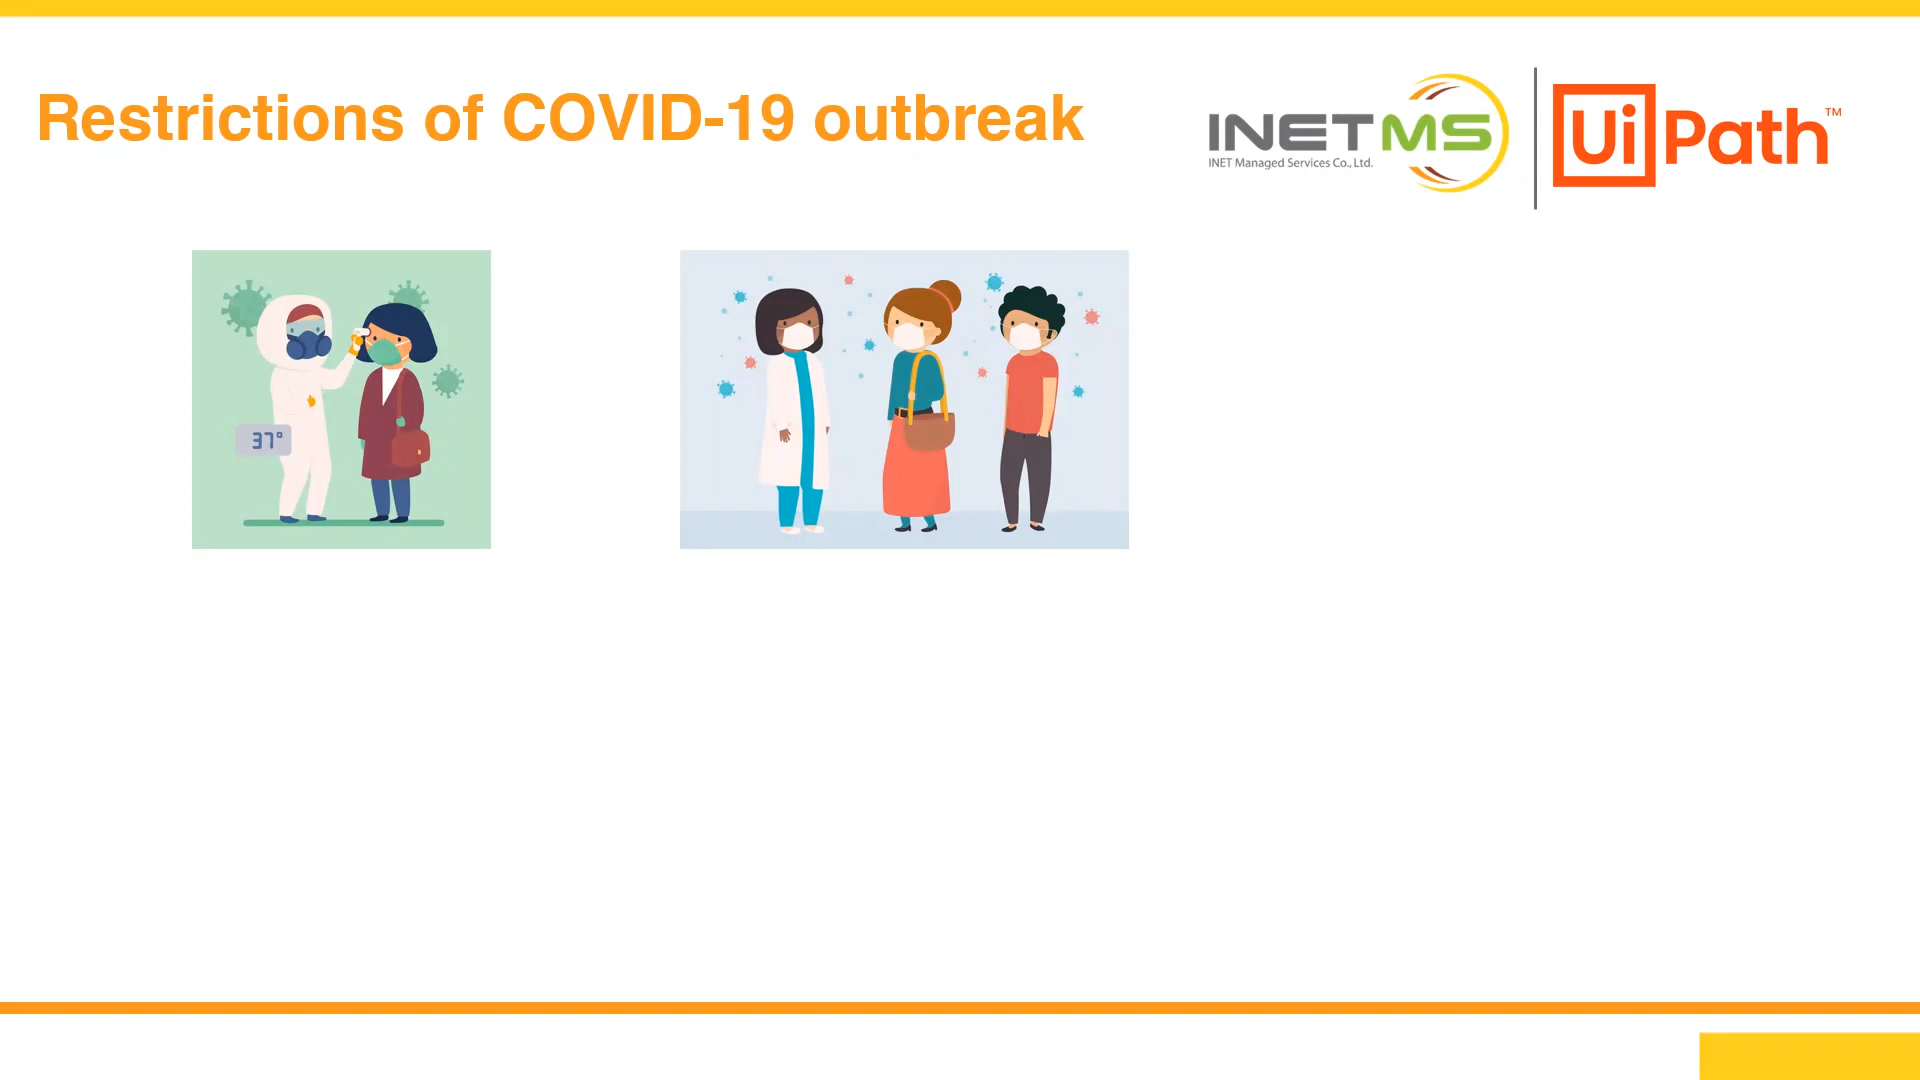 Restrictions of COVID-19 outbreak
INETMS
INET Managed Services Co., Ltd.
UiPath™
37°